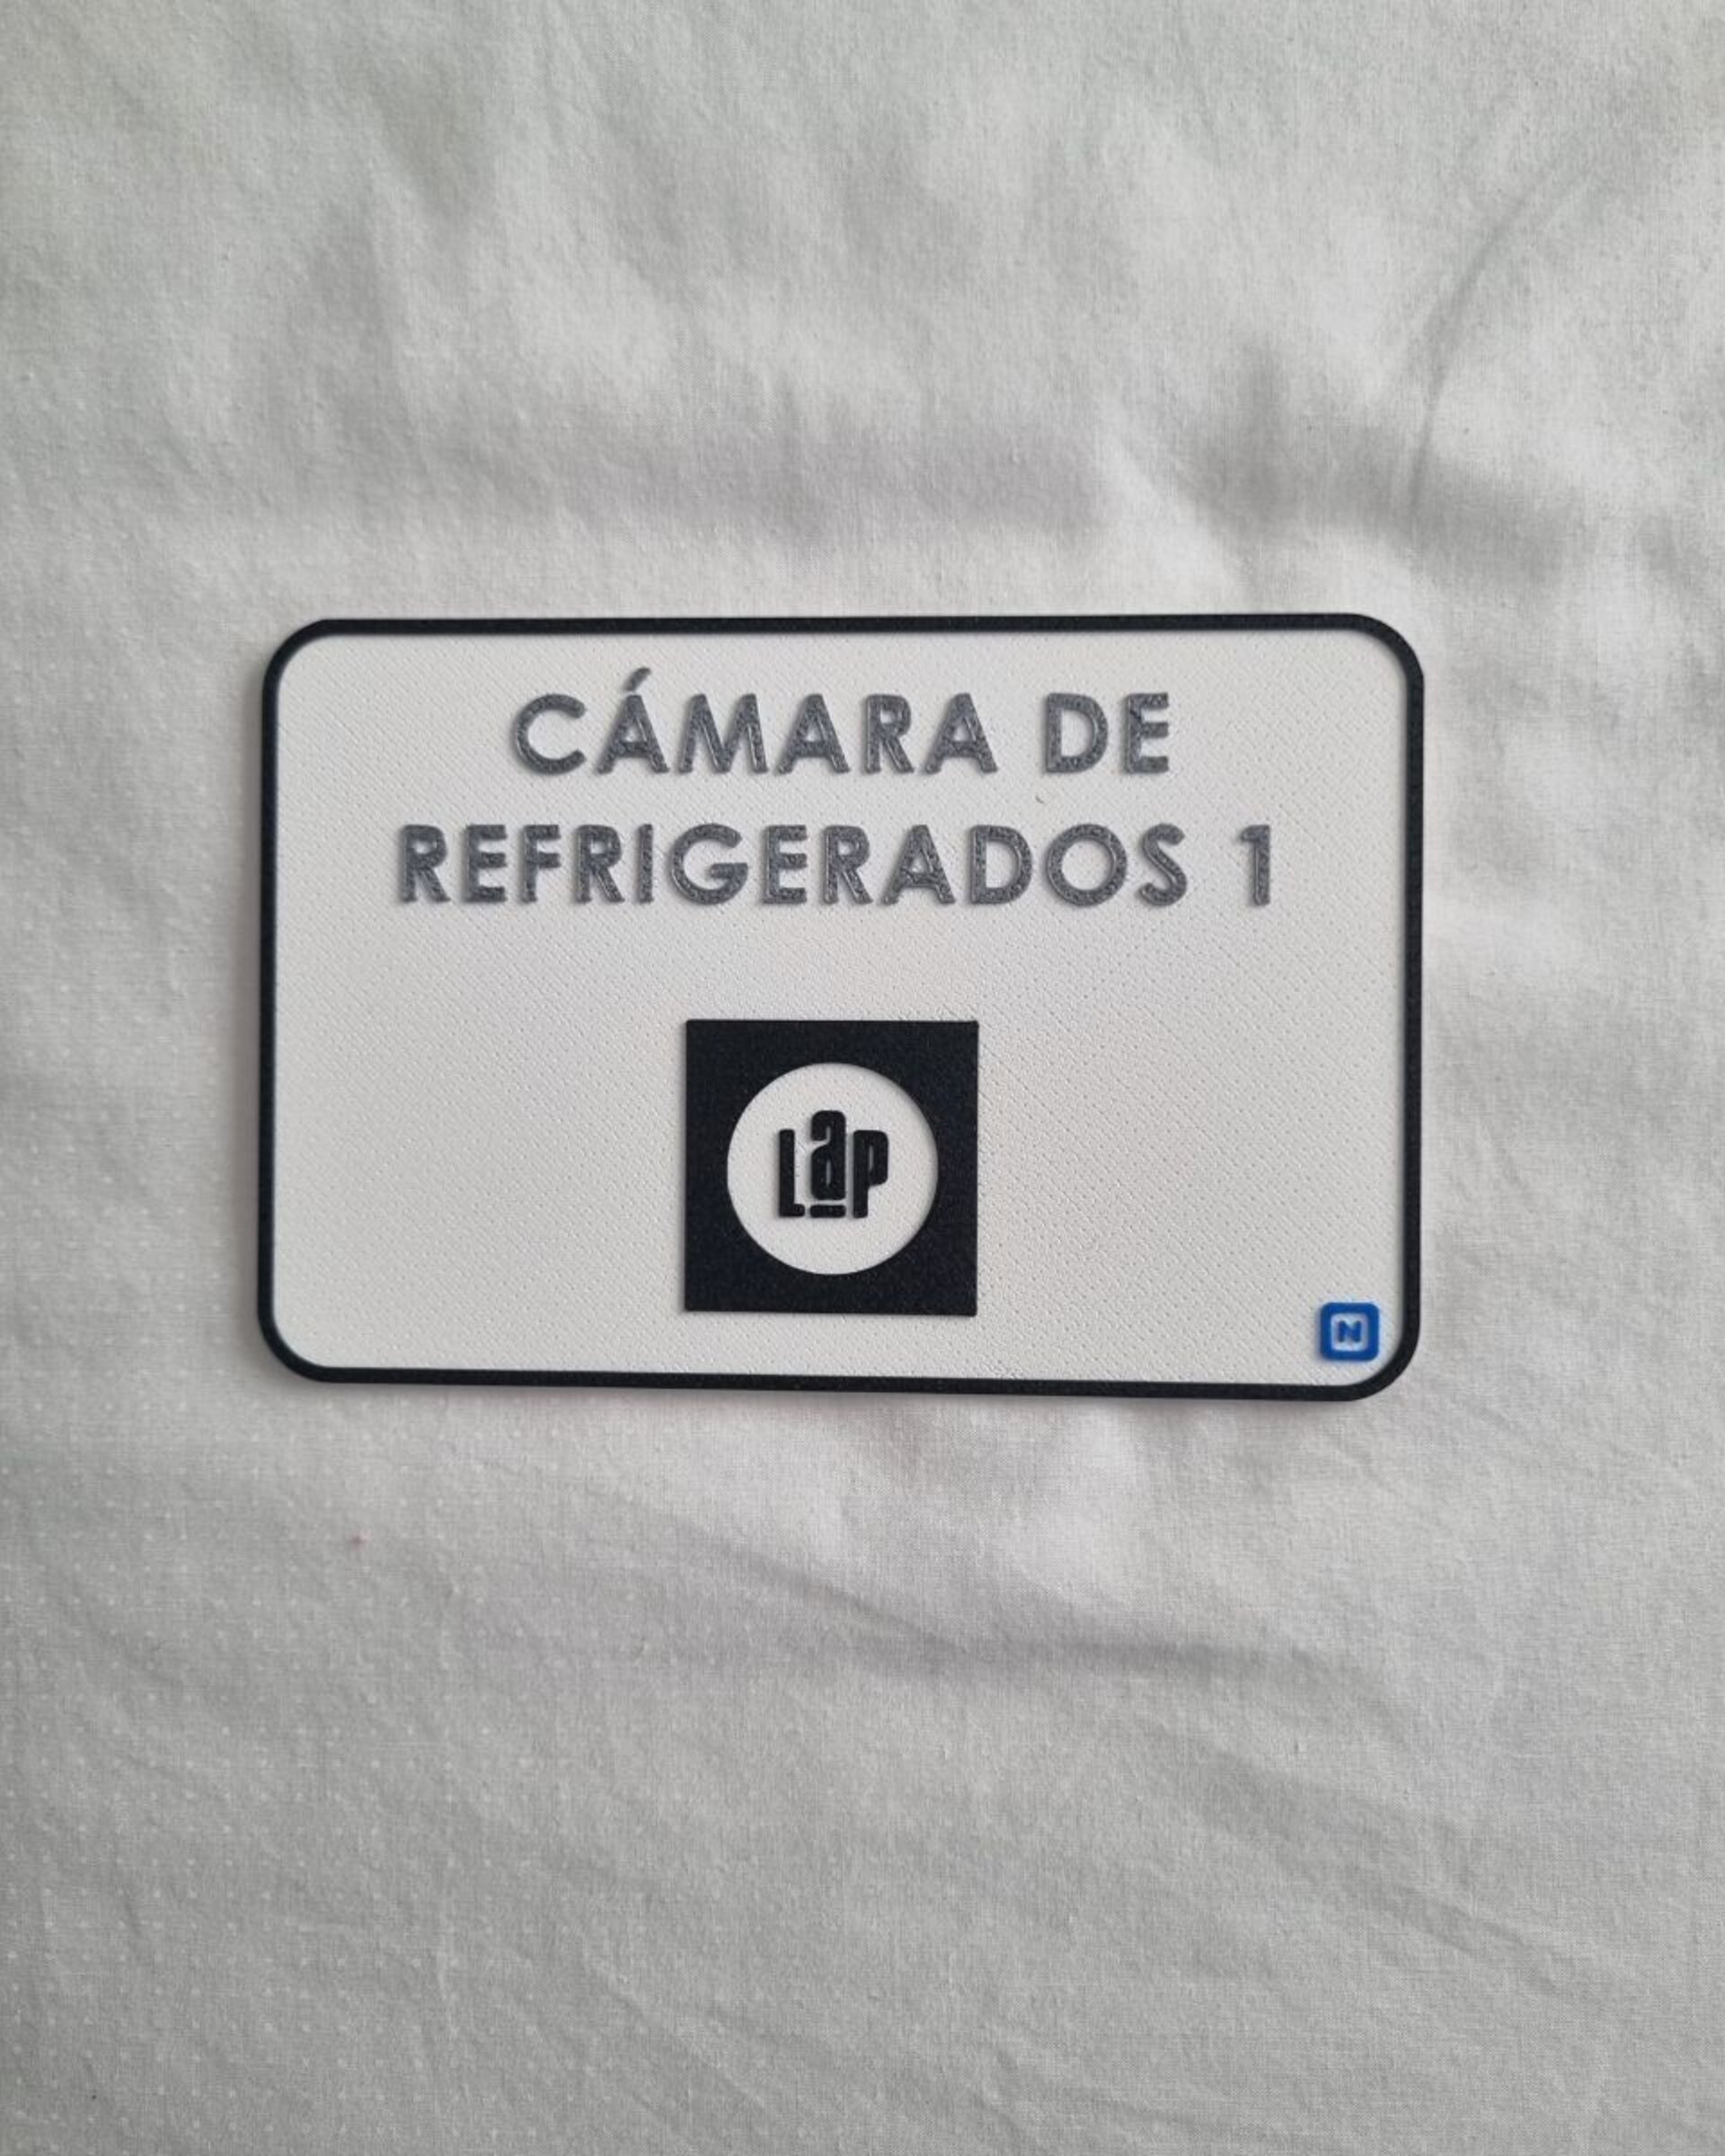 CÁMARA DE
REFRIGERADOS 1
LaP
N